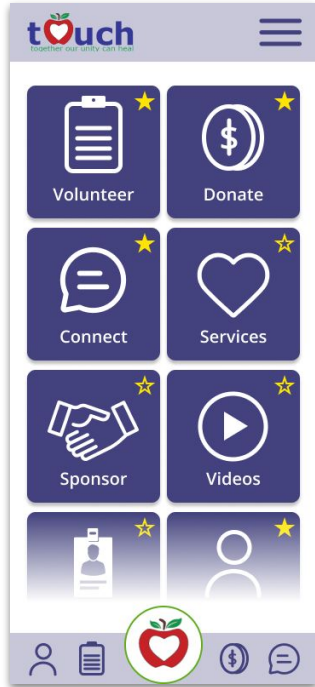 touch
together our unity can heal
Volunteer
Donate
Connect
Services
Sponsor
Videos